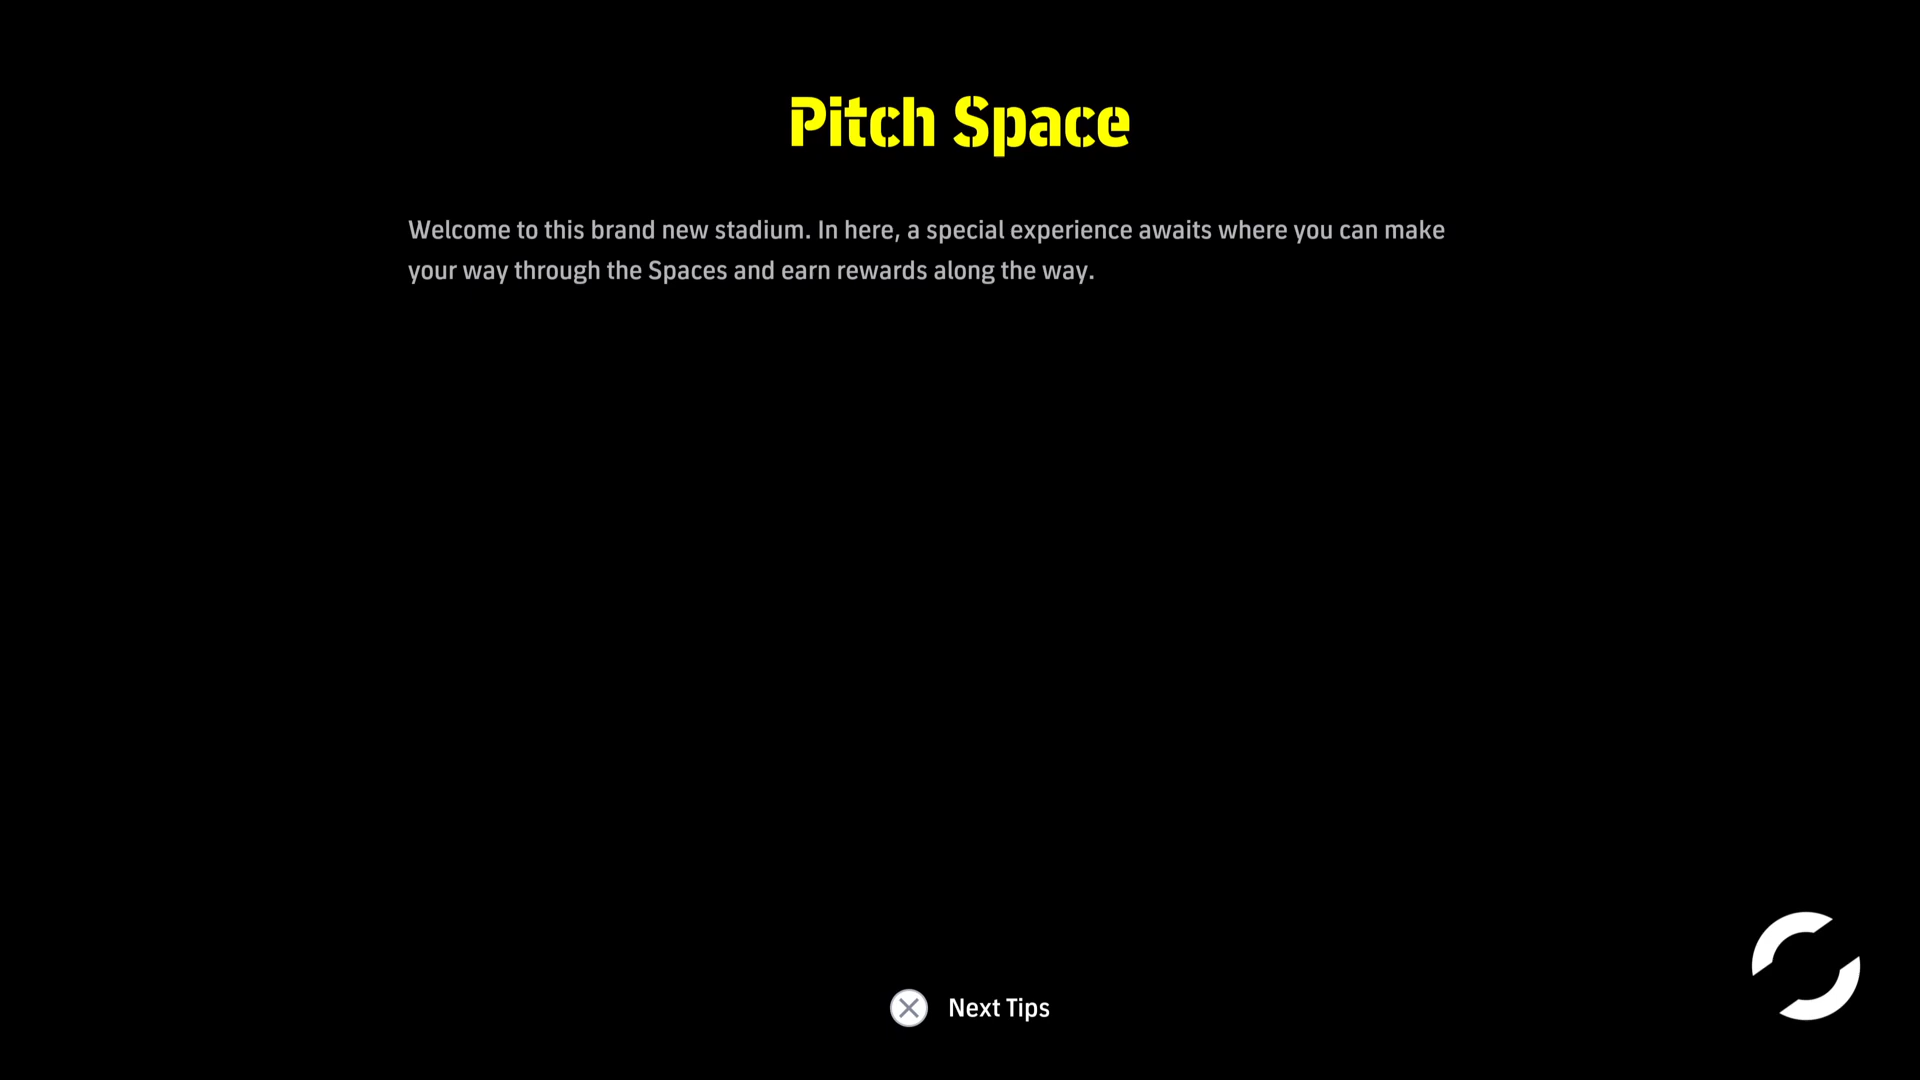 Pitch Space
Welcome to this brand new stadium. In here, a special experience awaits where you can make
your way through the Spaces and earn rewards along the way.
Next Tips